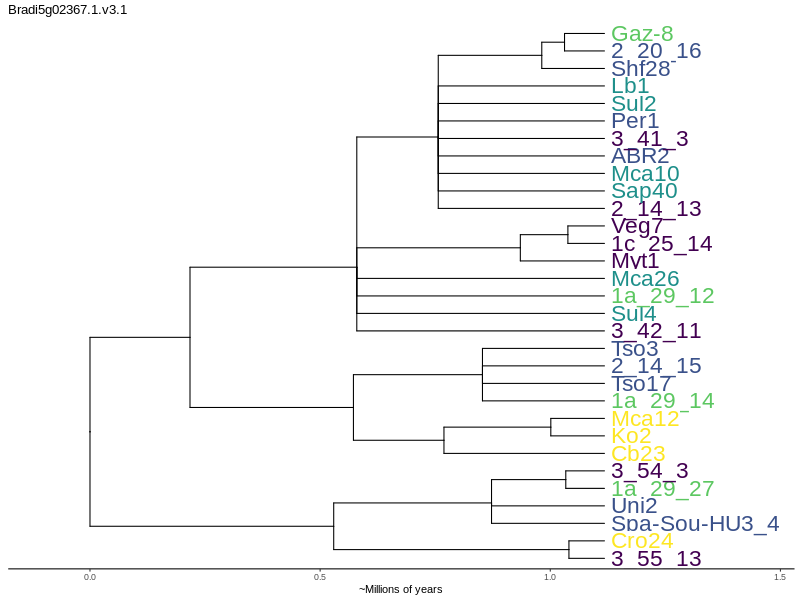 Bradi5g02367.1.v3.1
Gaz-8
2_20_16
Shf28
Lb1
Sul2
Per1
3_41_3
ABR2
Mca10
Sap40
2_14_13
Veg7
1c_25_14
Mvt1
Mca26
1a_29_12
Sul4
3_42_11
Tso3
2_14_15
Tso17
1a_29_14
Mca12
Ko2
Cb23
3_54_3
1a_29_27
Uni2
Spa-Sou-HU3_4
Cro24
3_55_13
0.0 0.5 1.0 1.5
~Millions of years